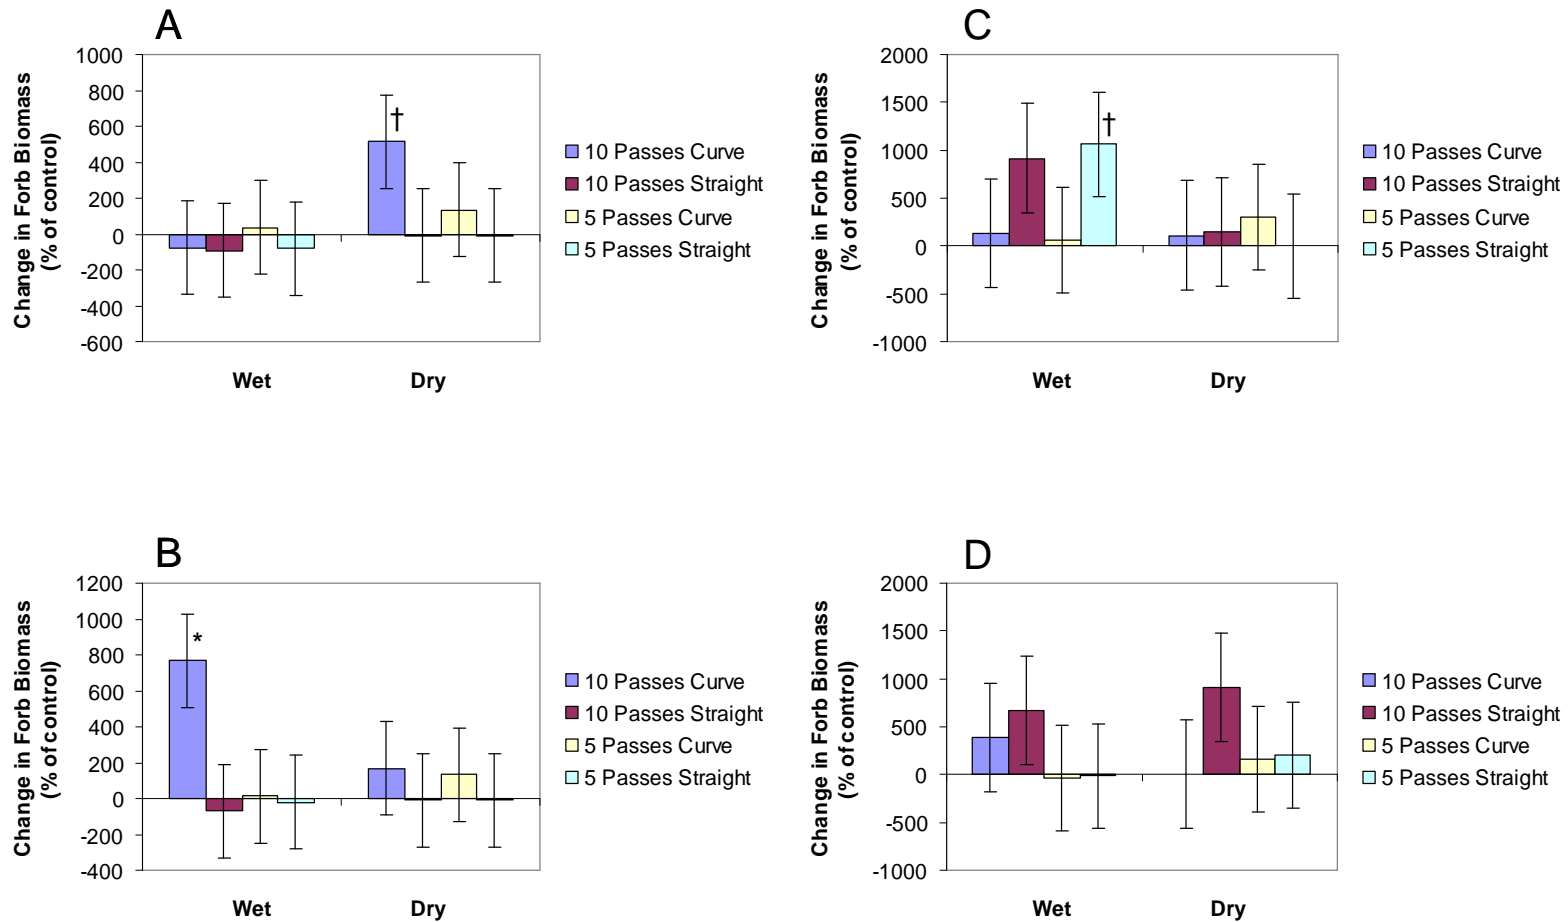 A
Change in Forb Biomass
(% of control)
1000
800
600
400
200
0
-200
-400
-600
†
Wet
Dry
10 Passes Curve
10 Passes Straight
5 Passes Curve
5 Passes Straight
C
Change in Forb Biomass
(% of control)
2000
1500
1000
500
0
-500
-1000
†
Wet
Dry
10 Passes Curve
10 Passes Straight
5 Passes Curve
5 Passes Straight
B
Change in Forb Biomass
(% of control)
1200
1000
800
600
400
200
0
-200
-400
*
Wet
Dry
10 Passes Curve
10 Passes Straight
5 Passes Curve
5 Passes Straight
D
Change in Forb Biomass
(% of control)
2000
1500
1000
500
0
-500
-1000
Wet
Dry
10 Passes Curve
10 Passes Straight
5 Passes Curve
5 Passes Straight